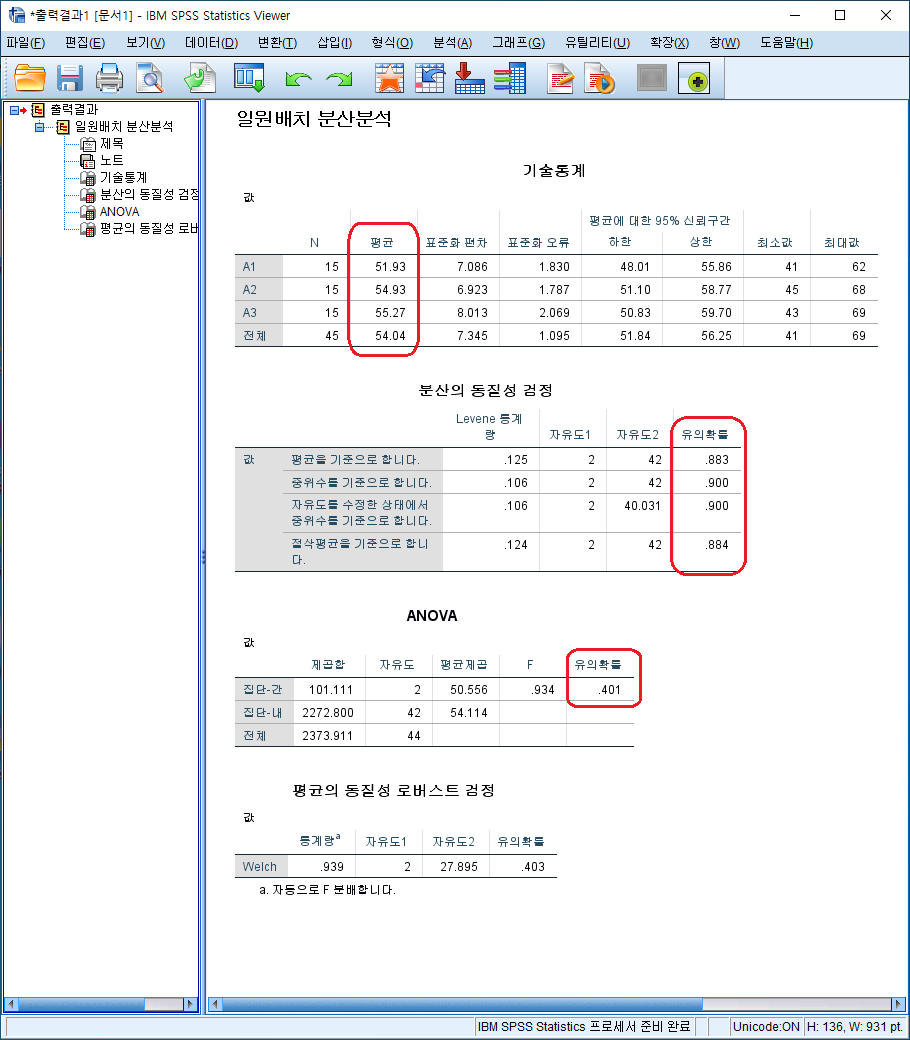 *출력결과1 [문서1] - IBM SPSS Statistics Viewer
파일(F) 편집(E) 보기(V) 데이터(D) 변환(T) 삽입(I) 형식(O) 분석(A) 그래프(G) 유틸리티(U) 확장(X) 창(W) 도움말(H)
출력결과
일원배치 분산분석
제목
노트
기술통계
분산의 동질성 검정
ANOVA
평균의 동질성 로버
일원배치 분산분석
기술통계
값
평균에 대한 95% 신뢰구간
N 평균 표준화 편차 표준화 오류 하한 상한 최소값 최대값
A1 15 51.93 7.086 1.830 48.01 55.86 41 62
A2 15 54.93 6.923 1.787 51.10 58.77 45 68
A3 15 55.27 8.013 2.069 50.83 59.70 43 69
전체 45 54.04 7.345 1.095 51.84 56.25 41 69
분산의 동질성 검정
Levene 통계
량 자유도1 자유도2 유의확률
값 평균을 기준으로 합니다. .125 2 42 .883
중위수를 기준으로 합니다. .106 2 42 .900
자유도를 수정한 상태에서 .106 2 40.031 .900
중위수를 기준으로 합니다.
절삭평균을 기준으로 합니 .124 2 42 .884
다.
ANOVA
값
제곱합 자유도 평균제곱 F 유의확률
집단-간 101.111 2 50.556 .934 .401
집단-내 2272.800 42 54.114
전체 2373.911 44
평균의 동질성 로버스트 검정
값
통계량a 자유도1 자유도2 유의확률
Welch .939 2 27.895 .403
a. 자동으로 F 분배합니다.
IBM SPSS Statistics 프로세서 준비 완료 Unicode:ON H: 136, W: 931 pt.